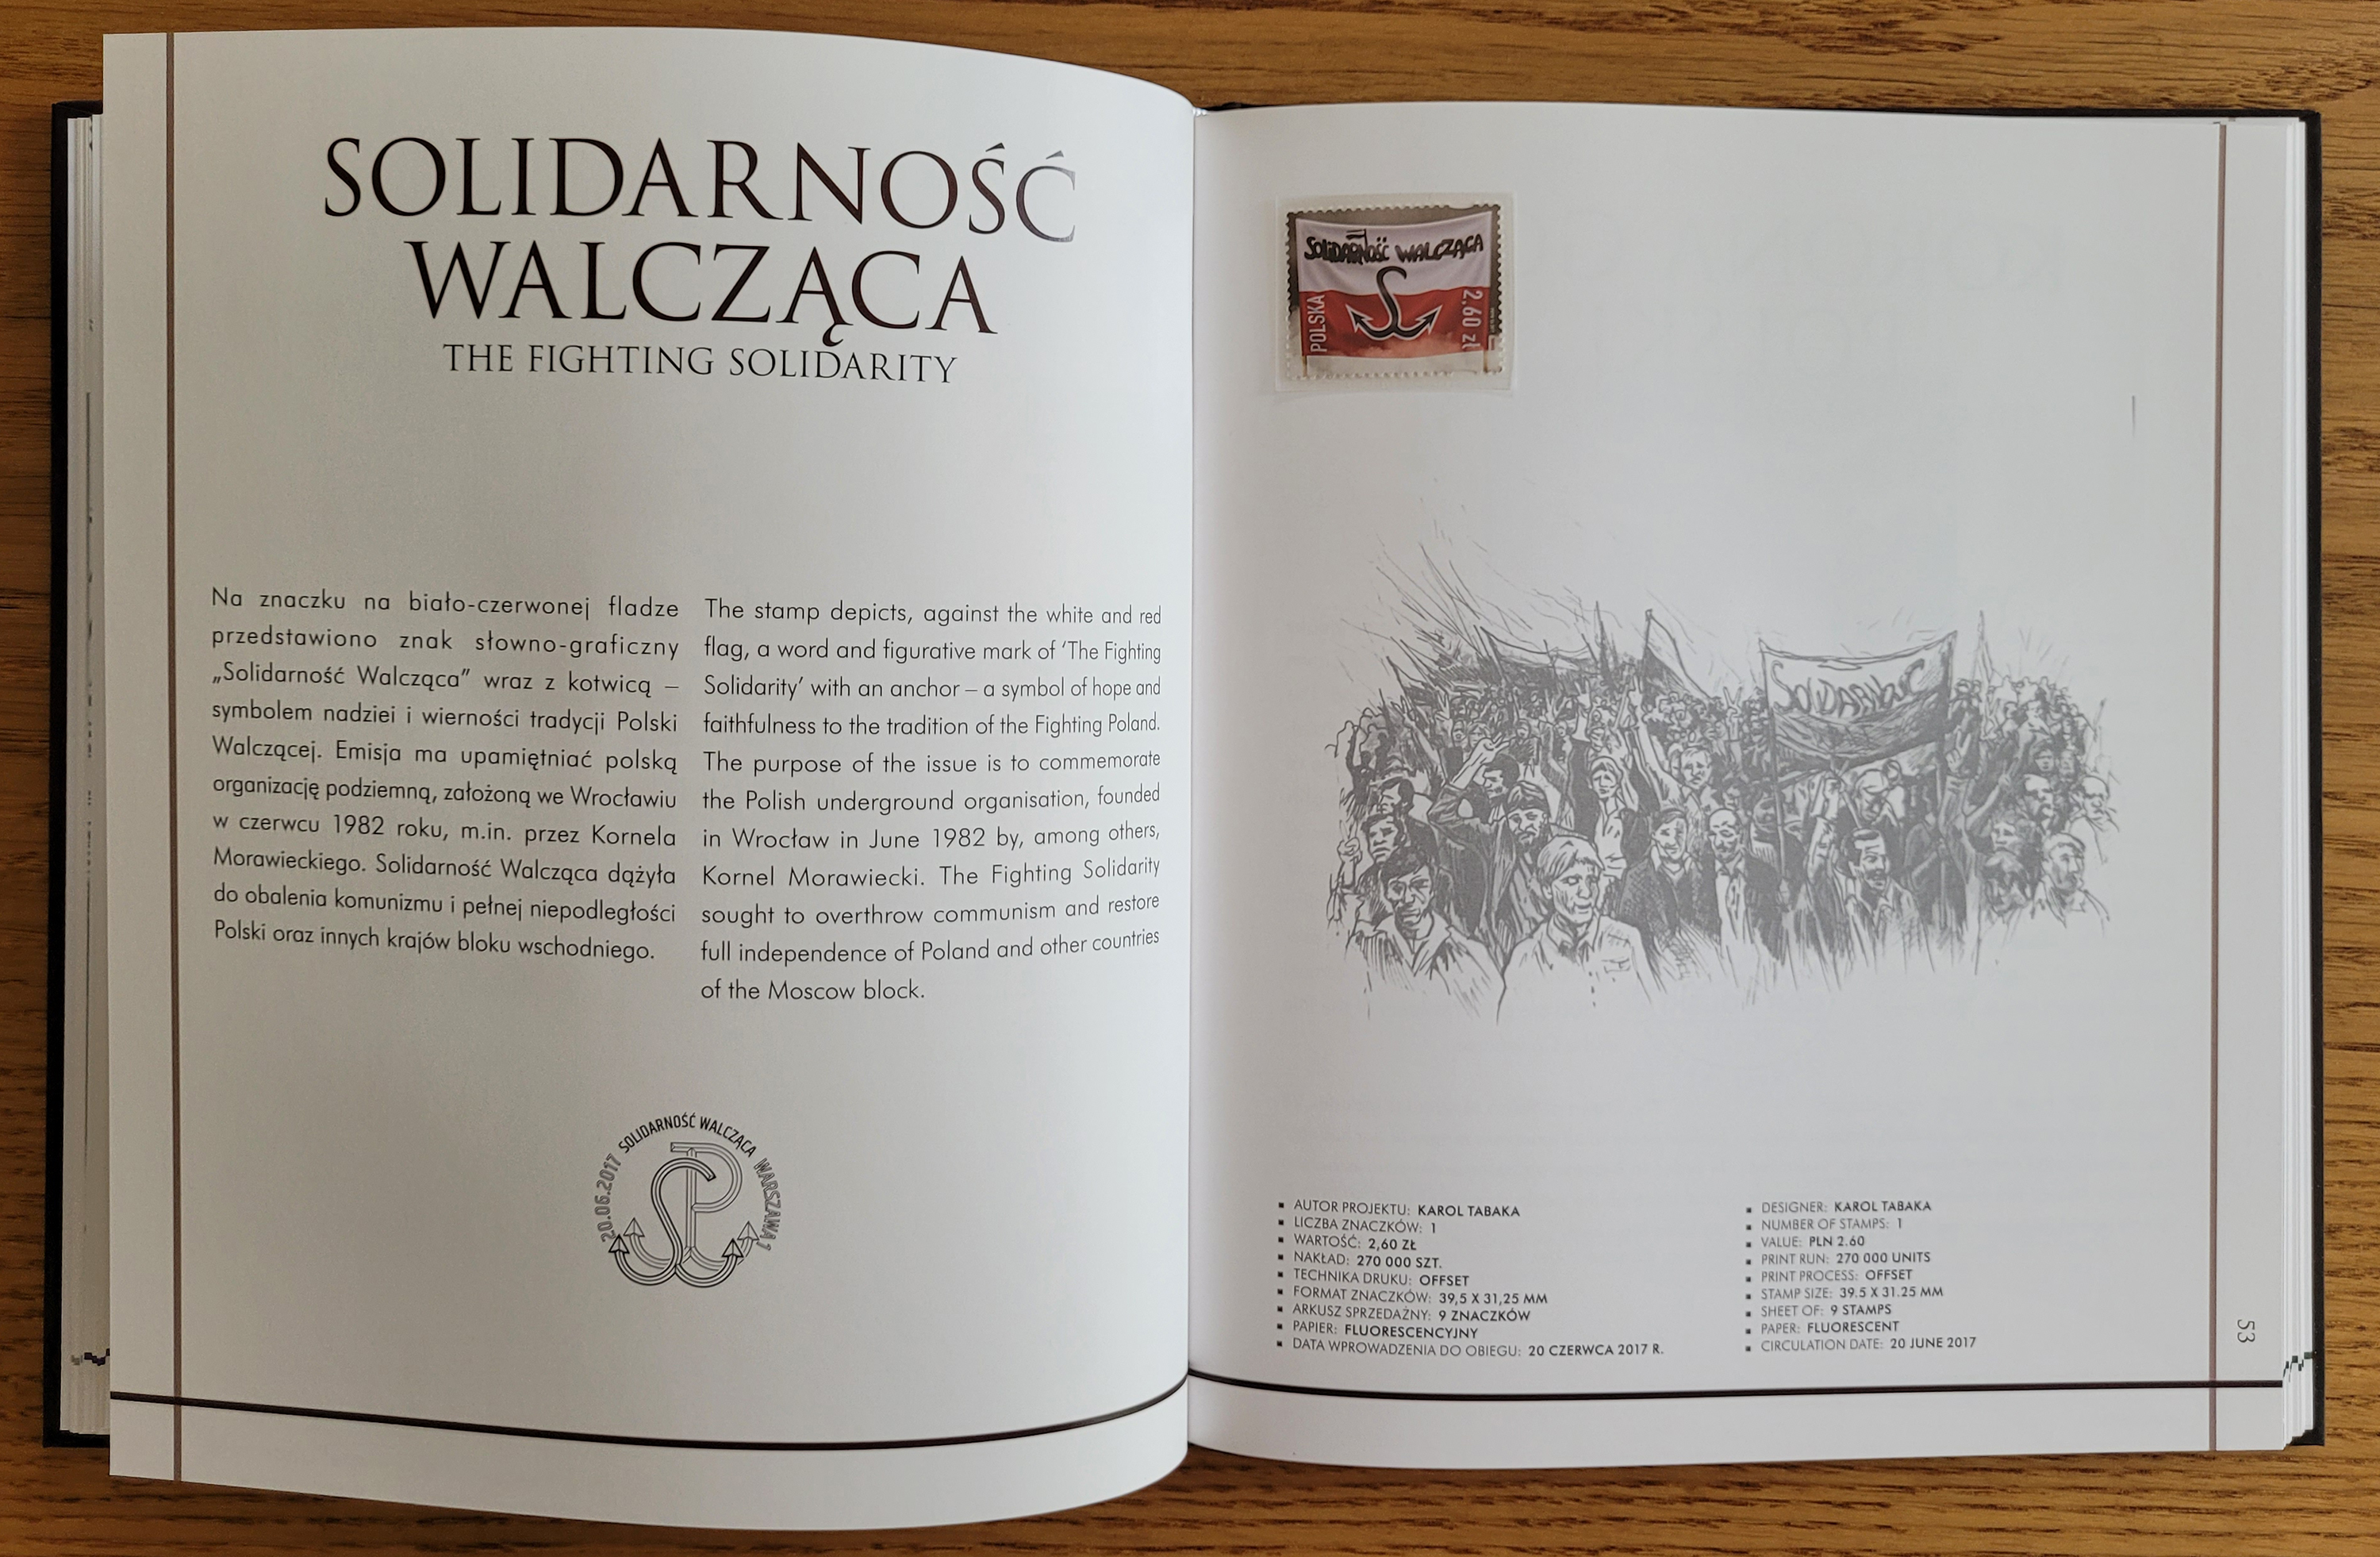 SOLIDARNOŚĆ
WALCZĄCA
THE FIGHTING SOLIDARITY
Na znaczku na biało-czerwonej fladze
przedstawiono znak słowno-graficzny
„Solidarność Walcząca” wraz z kotwicą –
symbolem nadziei i wierności tradycji Polski
Walczącej. Emisja ma upamiętniać polską
organizację podziemną, założoną we Wrocławiu
w czerwcu 1982 roku, m.in. przez Kornela
Morawieckiego. Solidarność Walcząca dążyła
do obalenia komunizmu i pełnej niepodległości
Polski oraz innych krajów bloku wschodniego.
The stamp depicts, against the white and red
flag, a word and figurative mark of ‘The Fighting
Solidarity’ with an anchor – a symbol of hope and
faithfulness to the tradition of the Fighting Poland.
The purpose of the issue is to commemorate
the Polish underground organisation, founded
in Wrocław in June 1982 by, among others,
Kornel Morawiecki. The Fighting Solidarity
sought to overthrow communism and restore
full independence of Poland and other countries
of the Moscow block.
20.06.2017 SOLIDARNOŚĆ WALCZĄCA WARSZAWA 1
SOLIDARNOŚĆ WALCZĄCA
POLSKA
2,60 zł
SOLIDARNOŚĆ
▪ AUTOR PROJEKTU: KAROL TABAKA
▪ LICZBA ZNACZKÓW: 1
▪ WARTOŚĆ: 2,60 ZŁ
▪ NAKŁAD: 270 000 SZT.
▪ TECHNIKA DRUKU: OFFSET
▪ FORMAT ZNACZKÓW: 39,5 X 31,25 MM
▪ ARKUSZ SPRZEDAŻNY: 9 ZNACZKÓW
▪ PAPIER: FLUORESCENCYJNY
▪ DATA WPROWADZENIA DO OBIEGU: 20 CZERWCA 2017 R.
▪ DESIGNER: KAROL TABAKA
▪ NUMBER OF STAMPS: 1
▪ VALUE: PLN 2.60
▪ PRINT RUN: 270 000 UNITS
▪ PRINT PROCESS: OFFSET
▪ STAMP SIZE: 39.5 X 31.25 MM
▪ SHEET OF: 9 STAMPS
▪ PAPER: FLUORESCENT
▪ CIRCULATION DATE: 20 JUNE 2017
53